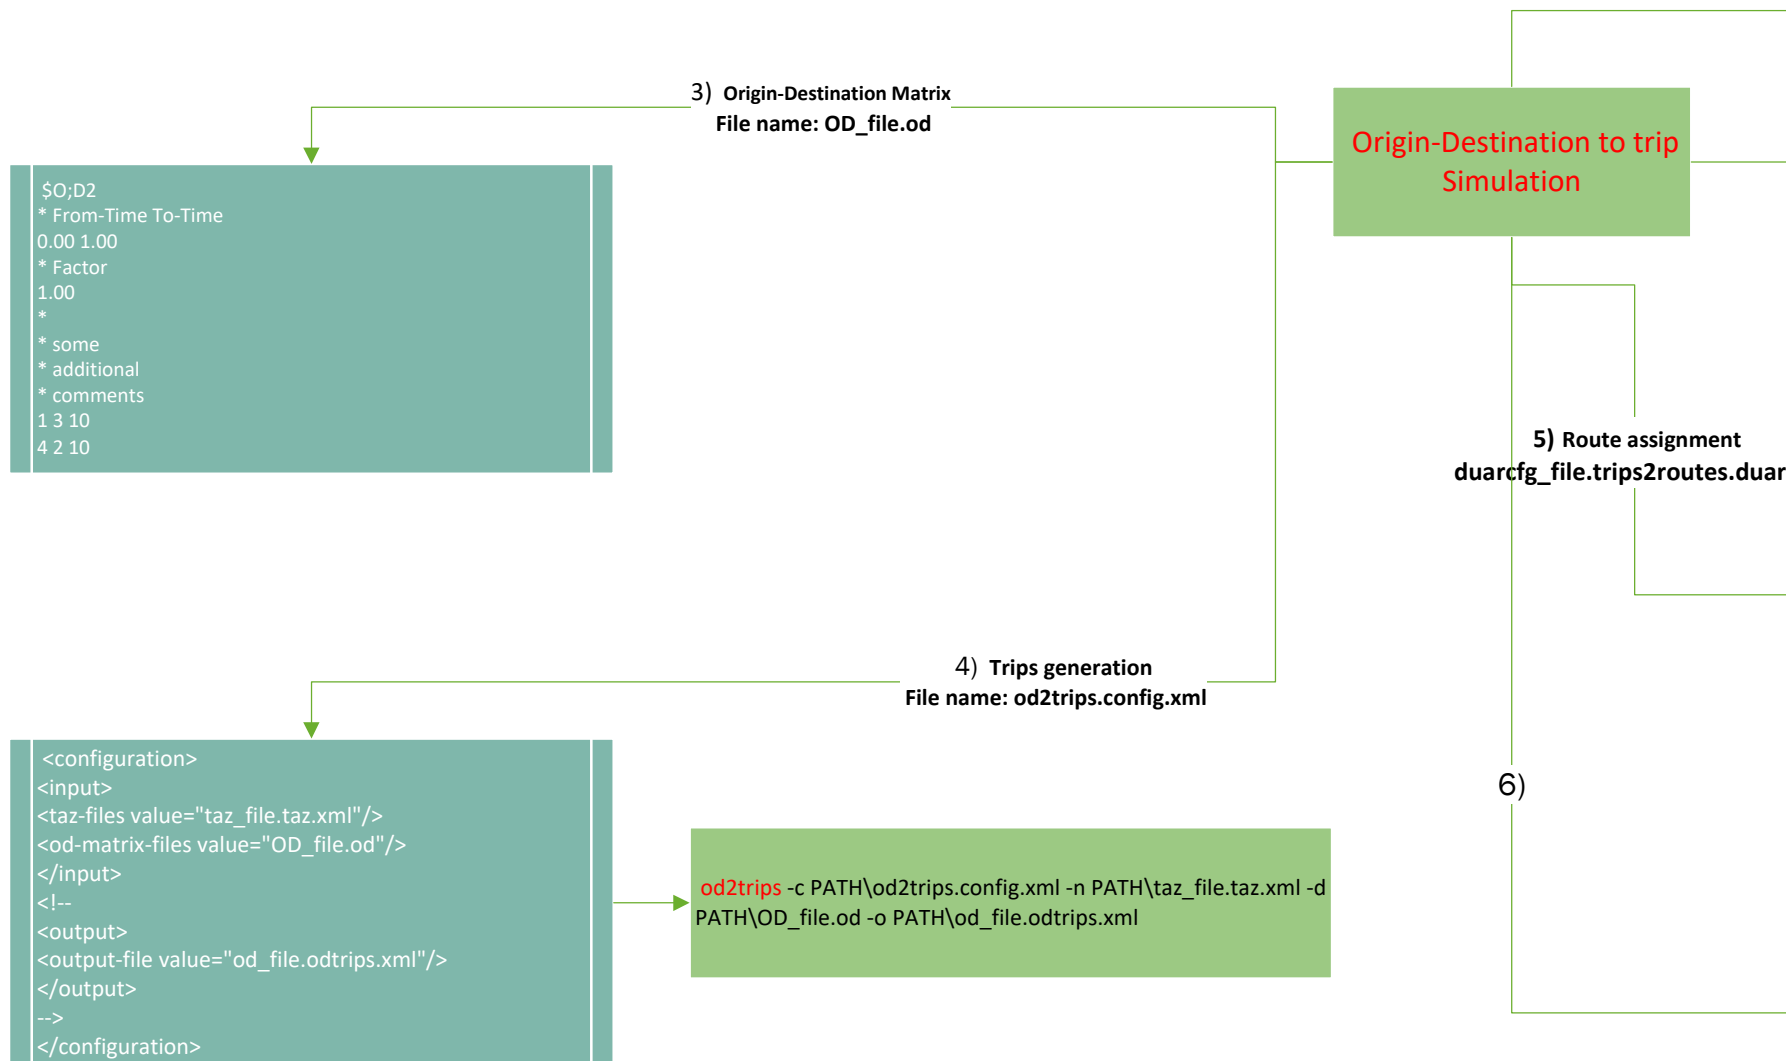 3) Origin-Destination Matrix
File name: OD_file.od
Origin-Destination to trip
Simulation
$O;D2
* From-Time To-Time
0.00 1.00
* Factor
1.00
*
* some
* additional
* comments
1 3 10
4 2 10
5) Route assignment
duarcfg_file.trips2routes.duar
4) Trips generation
File name: od2trips.config.xml
<configuration>
<input>
<taz-files value="taz_file.taz.xml"/>
<od-matrix-files value="OD_file.od"/>
</input>
<!--
<output>
<output-file value="od_file.odtrips.xml"/>
</output>
-->
</configuration>
od2trips -c PATH\od2trips.config.xml -n PATH\taz_file.taz.xml -d
PATH\OD_file.od -o PATH\od_file.odtrips.xml
6)